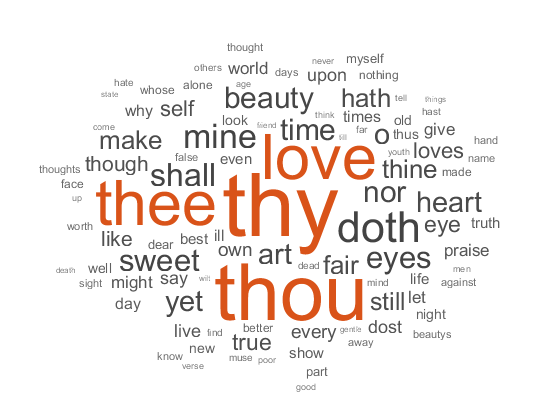 thought
never myself
others world days upon nothing
hate whose alone age
state beauty hath tell things
why self look friend think times hast
come make mine time far o thus old give
till youth loves hand
thoughts though false even love thine made name
face shall
up thee thy nor heart
worth doth eye truth
like dear best ill own art
death well sweet dead fair eyes praise
sight might say wilt mind life men against
day yet thou still let
live find better gentle dost night
know new true every away beautys
verse muse poor show
part
good